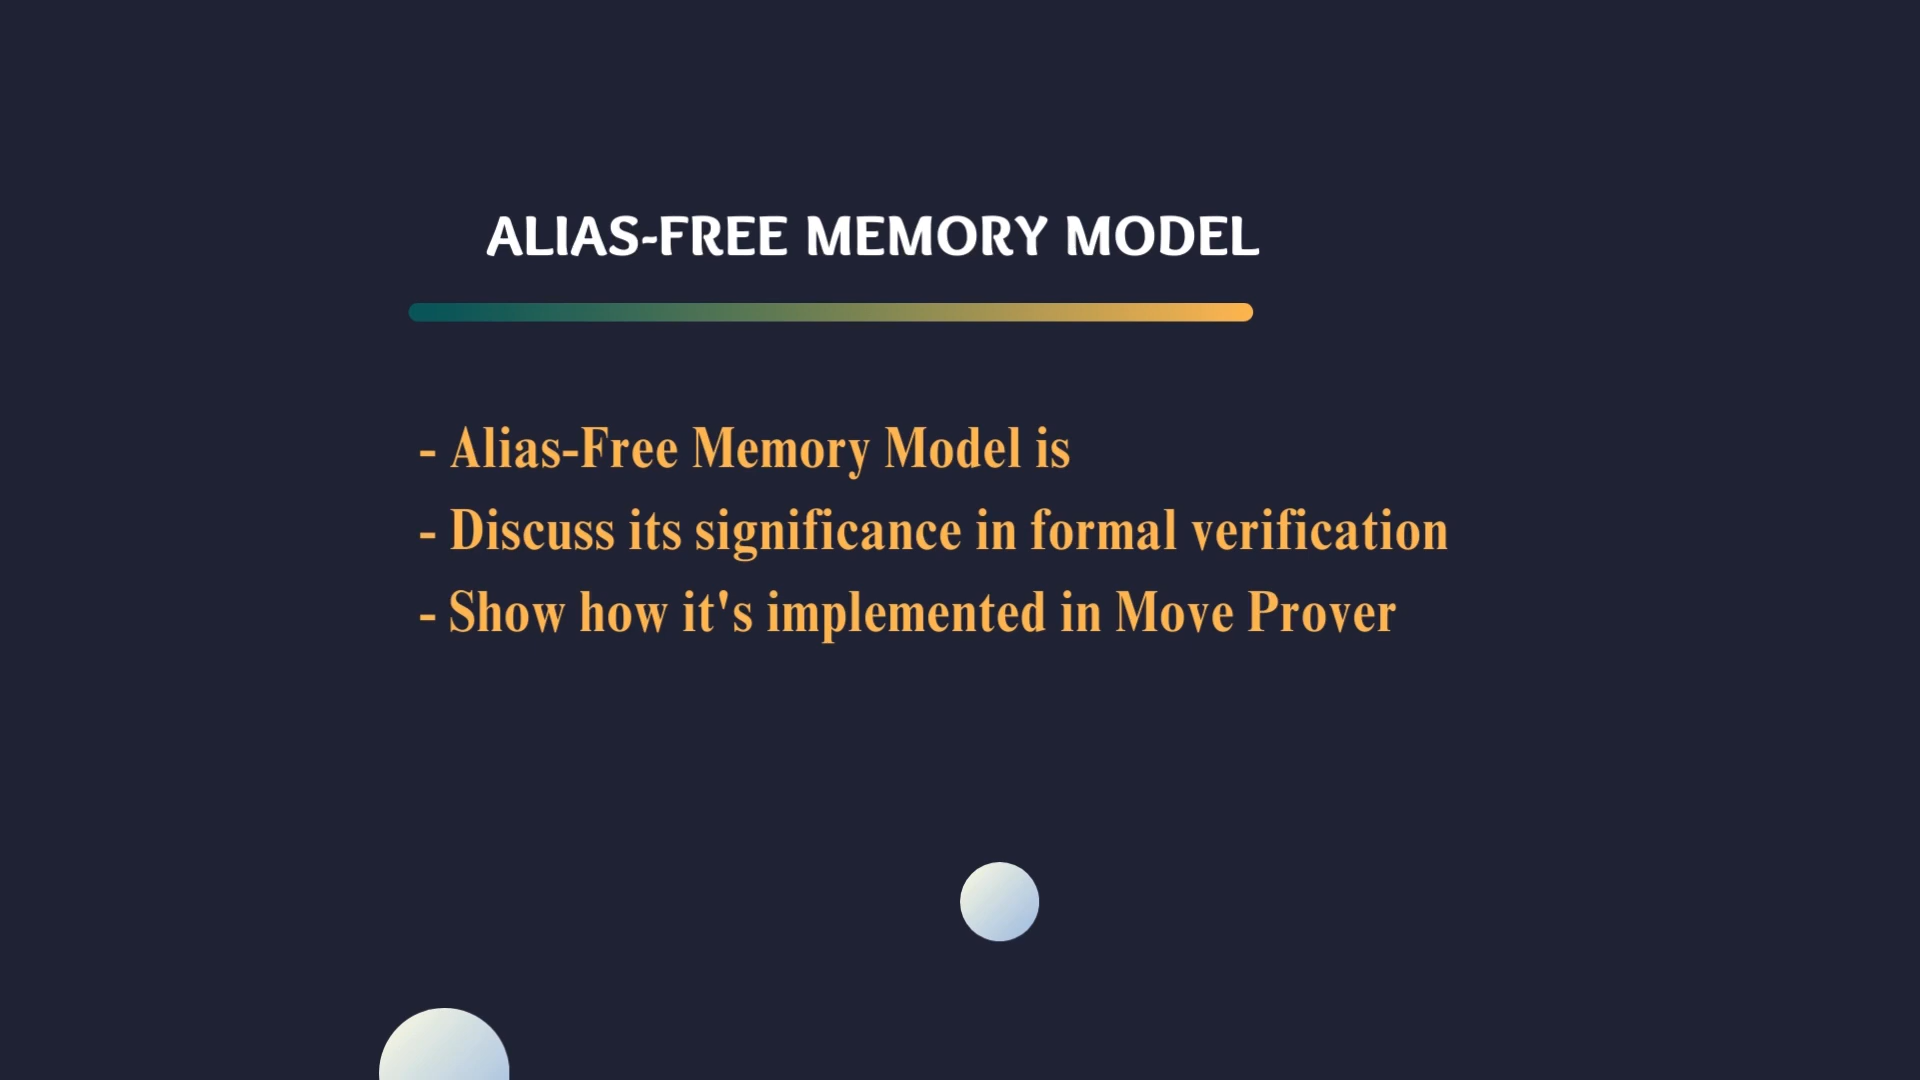 ALIAS-FREE MEMORY MODEL
- Alias-Free Memory Model is
- Discuss its significance in formal verification
- Show how it's implemented in Move Prover